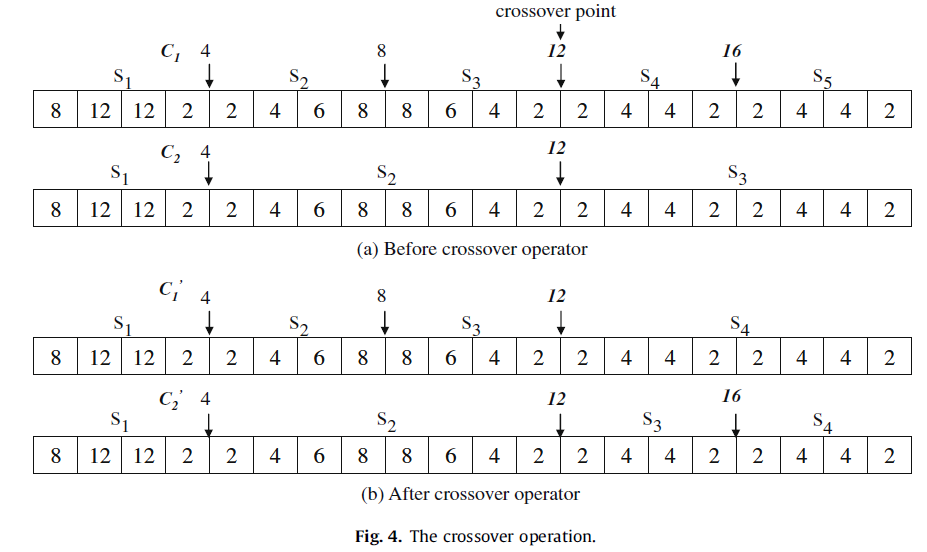 crossover point
C₁ 4 8 12 16
S₁ S₂ S₃ S₄ S₅
8 12 12 2 2 4 6 8 8 6 4 2 2 4 4 2 2 4 4 2
C₂ 4 12
S₁ S₂ S₃
8 12 12 2 2 4 6 8 8 6 4 2 2 4 4 2 2 4 4 2
(a) Before crossover operator
C₁’ 4 8 12
S₁ S₂ S₃ S₄
8 12 12 2 2 4 6 8 8 6 4 2 2 4 4 2 2 4 4 2
C₂’ 4 12 16
S₁ S₂ S₃ S₄
8 12 12 2 2 4 6 8 8 6 4 2 2 4 4 2 2 4 4 2
(b) After crossover operator
Fig. 4. The crossover operation.